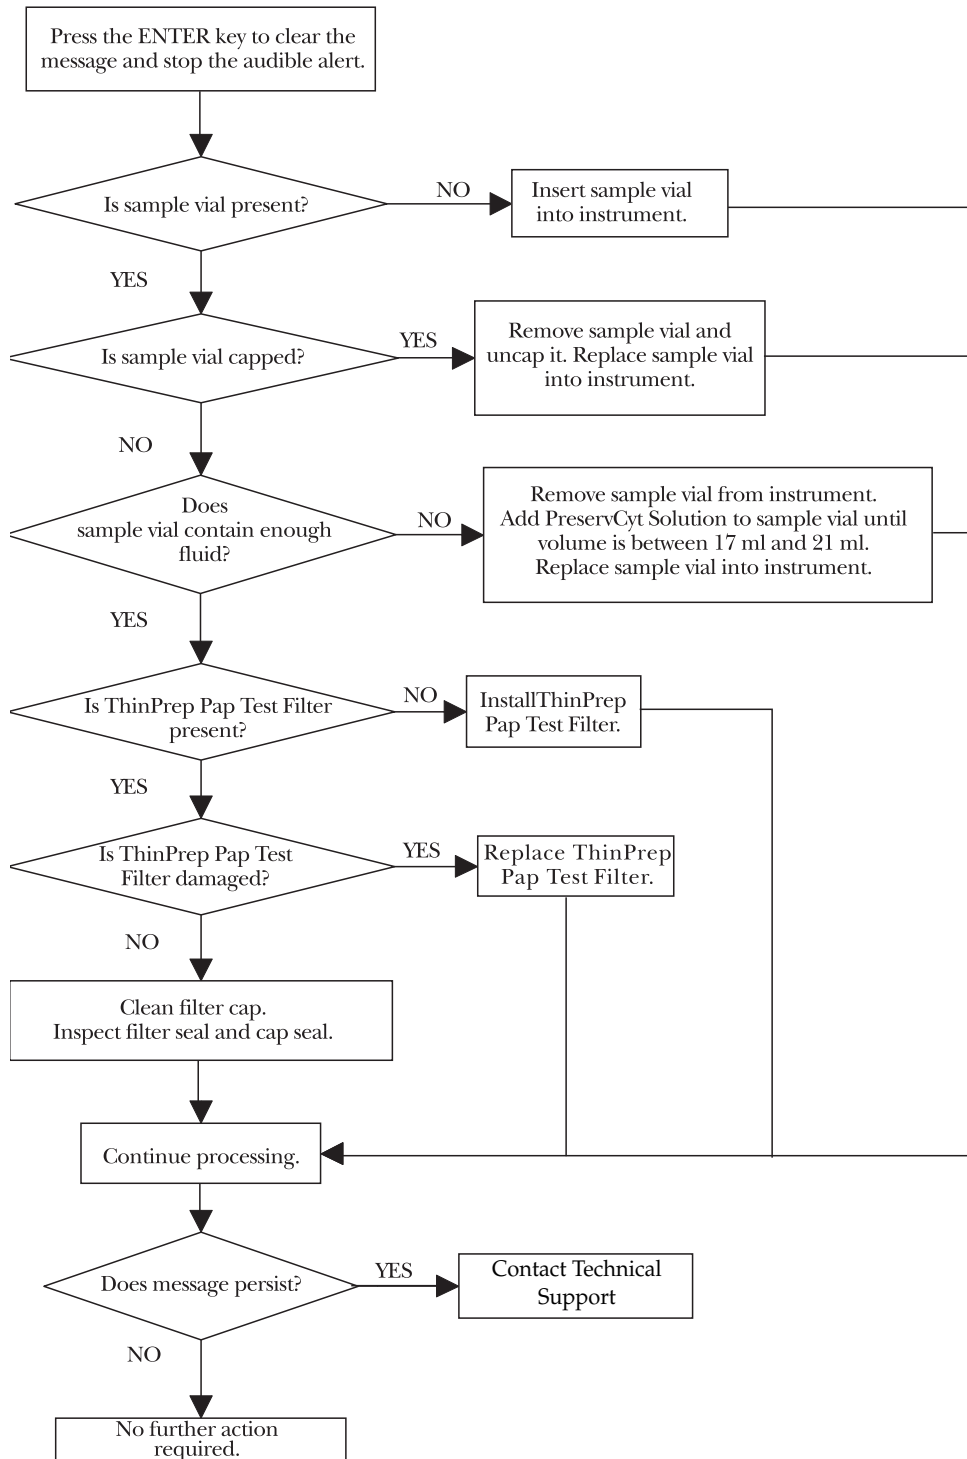 Press the ENTER key to clear the
message and stop the audible alert.
Is sample vial present?
NO
Insert sample vial
into instrument.
YES
Is sample vial capped?
YES
Remove sample vial and
uncap it. Replace sample vial
into instrument.
NO
Does
sample vial contain enough
fluid?
NO
Remove sample vial from instrument.
Add PreservCyt Solution to sample vial until
volume is between 17 ml and 21 ml.
Replace sample vial into instrument.
YES
Is ThinPrep Pap Test Filter
present?
NO
InstallThinPrep
Pap Test Filter.
YES
Is ThinPrep Pap Test
Filter damaged?
YES
Replace ThinPrep
Pap Test Filter.
NO
Clean filter cap.
Inspect filter seal and cap seal.
Continue processing.
Does message persist?
YES
Contact Technical
Support
NO
No further action
required.